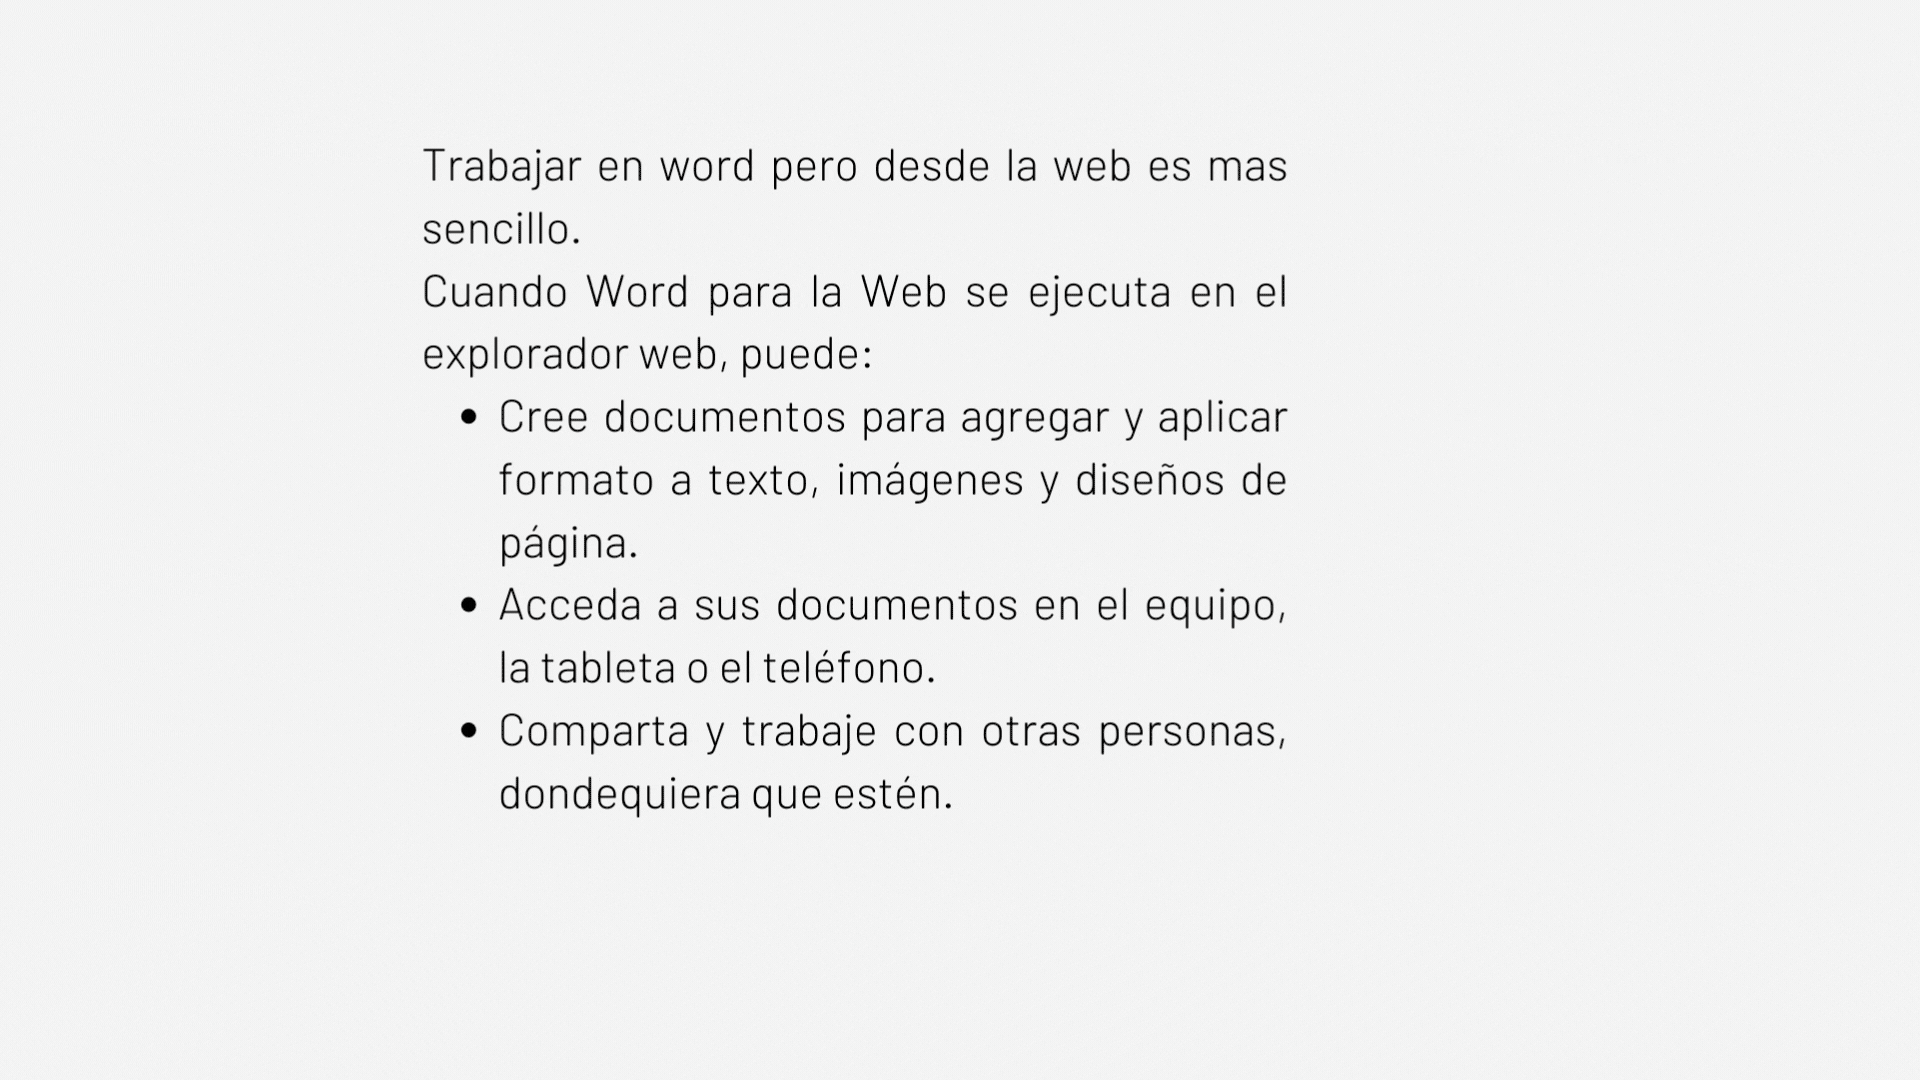 Trabajar en word pero desde la web es mas
sencillo.
Cuando Word para la Web se ejecuta en el
explorador web, puede:
• Cree documentos para agregar y aplicar
formato a texto, imágenes y diseños de
página.
• Acceda a sus documentos en el equipo,
la tableta o el teléfono.
• Comparta y trabaje con otras personas,
dondequiera que estén.